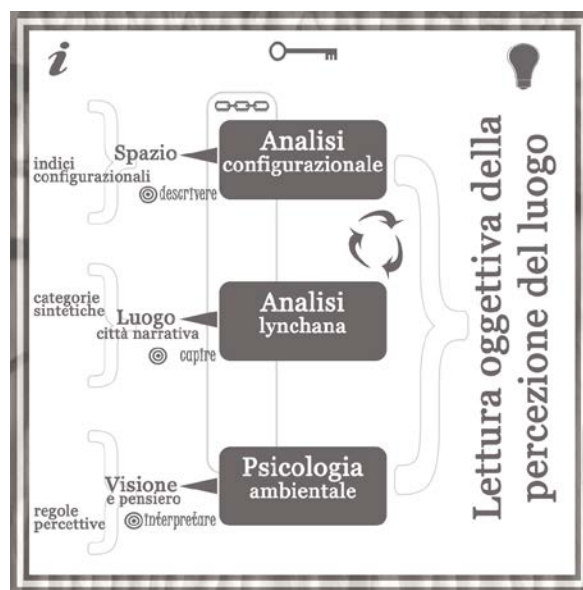 i
indici
configurazionali
Spazio
descrivere
Analisi
configurazionale
categorie
sintetiche
Luogo
città narrativa
capire
Analisi
lynchana
regole
percettive
Visione
e pensiero
interpretare
Psicologia
ambientale
Lettura oggettiva della
percezione del luogo